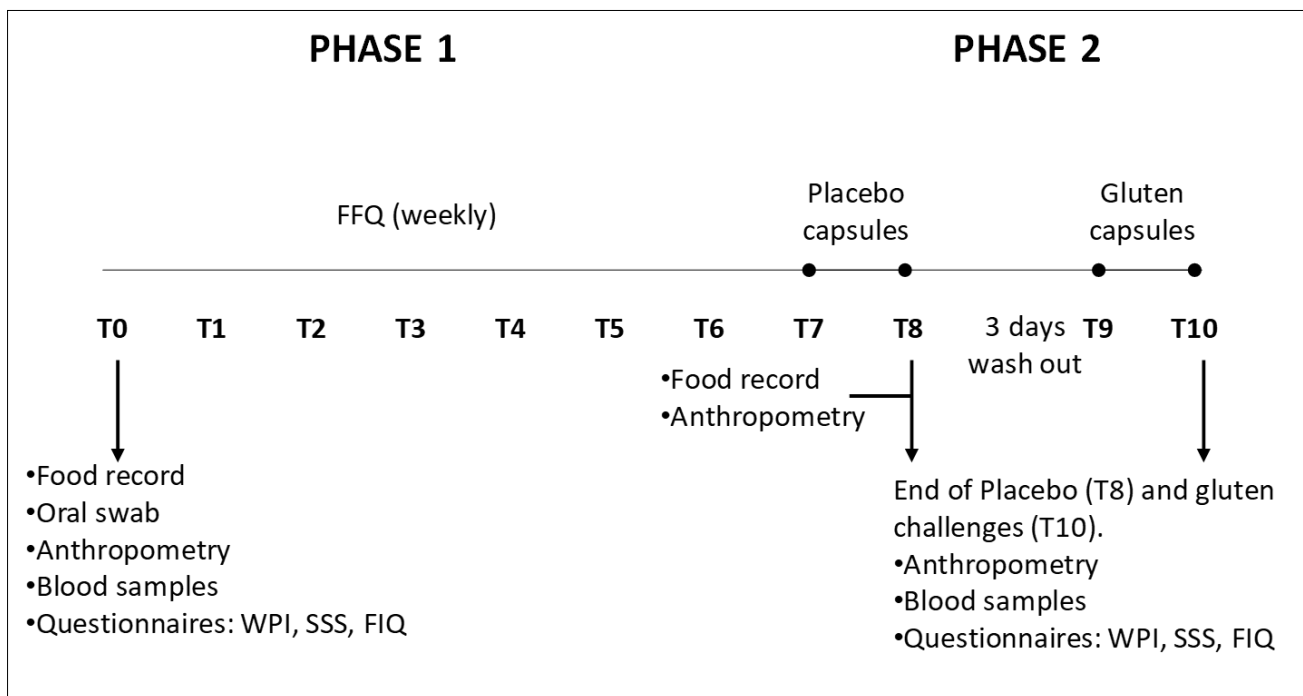 PHASE 1
PHASE 2
FFQ (weekly)
Placebo
capsules
Gluten
capsules
T0
T1
T2
T3
T4
T5
T6
T7
T8
3 days
wash out
T9
T10
•Food record
•Anthropometry
•Food record
•Oral swab
•Anthropometry
•Blood samples
•Questionnaires: WPI, SSS, FIQ
End of Placebo (T8) and gluten
challenges (T10).
•Anthropometry
•Blood samples
•Questionnaires: WPI, SSS, FIQ